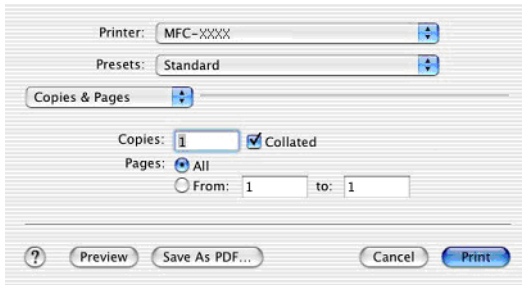 Printer: MFC-XXXX
Presets: Standard
Copies & Pages
Copies: 1 Collated
Pages: All
From: 1 to: 1
? Preview Save As PDF... Cancel Print